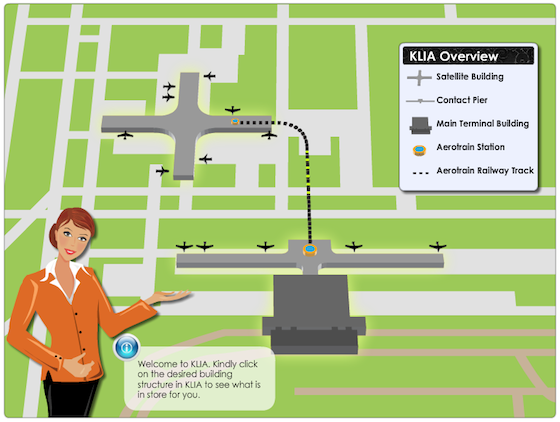 KLIA Overview
Satellite Building
Contact Pier
Main Terminal Building
Aerotrain Station
Aerotrain Railway Track
Welcome to KLIA. Kindly click
on the desired building
structure in KLIA to see what is
in store for you.